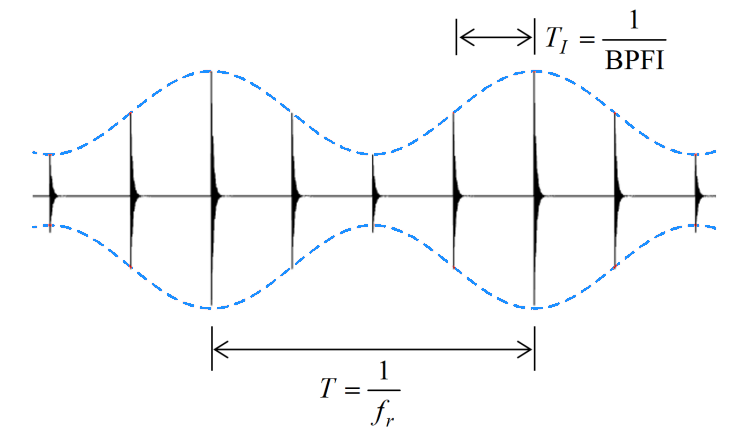 T_I = 1/BPFI
T = 1/f_r